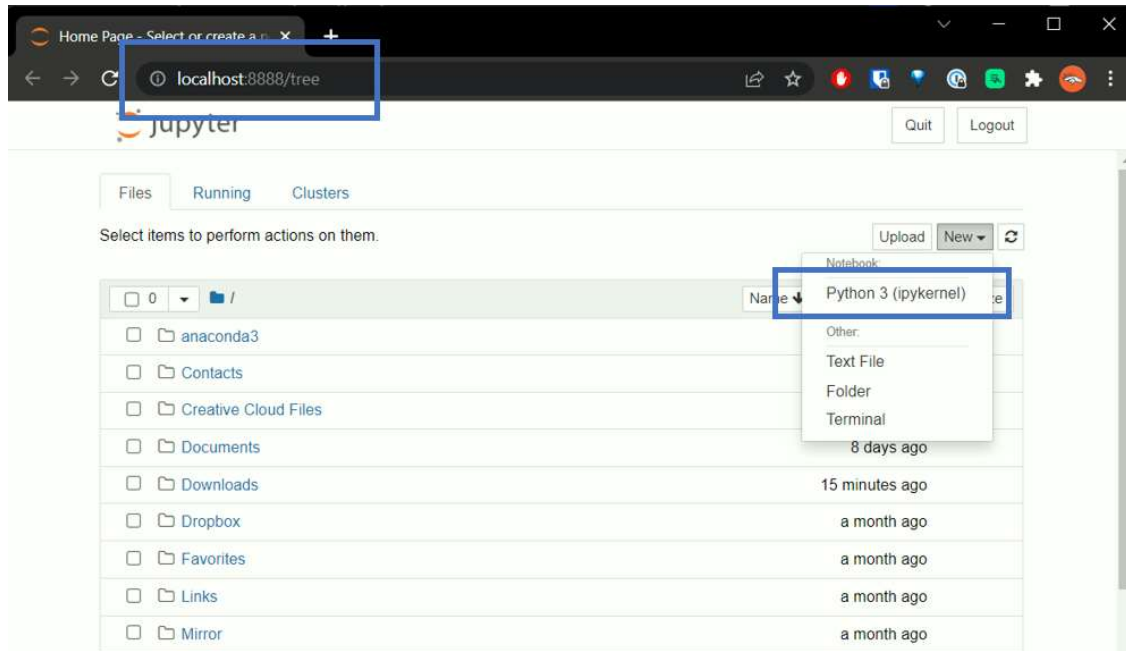 Home Page - Select or create a n
localhost:8888/tree
jupyter
Quit
Logout
Files
Running
Clusters
Select items to perform actions on them.
Upload
New
Notebook:
0
/
Name
Python 3 (ipykernel)
Other:
Text File
Folder
Terminal
anaconda3
Contacts
Creative Cloud Files
Documents
8 days ago
Downloads
15 minutes ago
Dropbox
a month ago
Favorites
a month ago
Links
a month ago
Mirror
a month ago